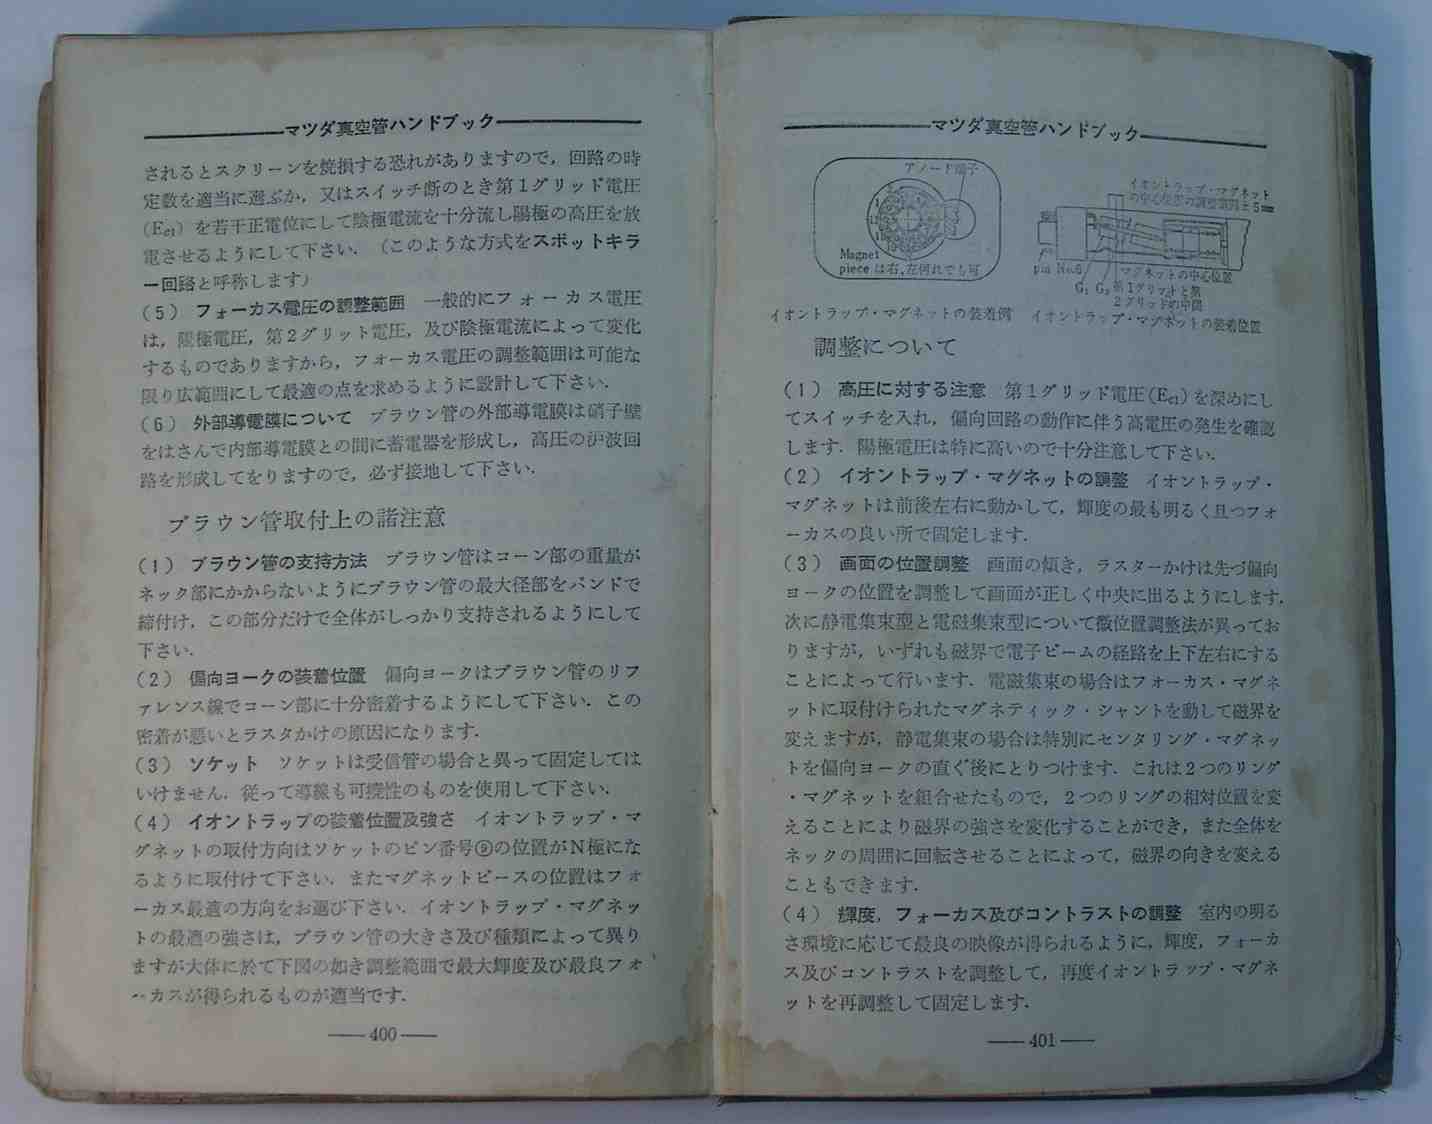 マツダ真空管ハンドブック
されるとスクリーンを焼損する恐れがありますので，回路の時
定数を適当に選ぶか，又はスイッチ断のとき第1グリッド電圧
(Ec1) を若干正電位にして陰極電流を十分流し陽極の高圧を放
電させるようにして下さい．（このような方式をスポットキラ
ー回路と呼称します）
(5) フォーカス電圧の調整範囲　一般的にフォーカス電圧
は，陽極電圧，第2グリット電圧，及び陰極電流によって変化
するものでありますから，フォーカス電圧の調整範囲は可能な
限り広範囲にして最適の点を求めるように設計して下さい．
(6) 外部導電膜について　ブラウン管の外部導電膜は硝子壁
をはさんで内部導電膜との間に蓄電器を形成し，高圧の沪波回
路を形成してをりますので，必ず接地して下さい．
ブラウン管取付上の諸注意
(1) ブラウン管の支持方法　ブラウン管はコーン部の重量が
ネック部にかからないようにブラウン管の最大径部をバンドで
締付け，この部分だけで全体がしっかり支持されるようにして
下さい．
(2) 偏向ヨークの装着位置　偏向ヨークはブラウン管のリフ
ァレンス線でコーン部に十分密着するようにして下さい．この
密着が悪いとラスタかけの原因になります．
(3) ソケット　ソケットは受信管の場合と異って固定しては
いけません．従って導線も可撓性のものを使用して下さい．
(4) イオントラップの装着位置及強さ　イオントラップ・マ
グネットの取付方向はソケットのピン番号⑨の位置がN極にな
るように取付けて下さい．またマグネットピースの位置はフォ
ーカス最適の方向をお選び下さい．イオントラップ・マグネッ
トの最適の強さは，ブラウン管の大きさ及び種類によって異り
ますが大体に於て下図の如き調整範囲で最大輝度及び最良フォ
ーカスが得られるものが適当です．
400
マツダ真空管ハンドブック
アノード端子
Magnet
piece は右，左何れでも可
イオントラップ・マグネットの装着例
イオントラップ・マグネット
の中心位置の調整範囲±5mm
pin No.6
マグネットの中心位置
G1 G2 第1グリッドと第
2グリッドの中間
イオントラップ・マグネットの装着位置
調整について
(1) 高圧に対する注意　第1グリッド電圧(Ec1)を深めにし
てスイッチを入れ，偏向回路の動作に伴う高電圧の発生を確認
します．陽極電圧は特に高いので十分注意して下さい．
(2) イオントラップ・マグネットの調整　イオントラップ・
マグネットは前後左右に動かして，輝度の最も明るく且つフォ
ーカスの良い所で固定します．
(3) 画面の位置調整　画面の傾き，ラスターかけは先づ偏向
ヨークの位置を調整して画面が正しく中央に出るようにします．
次に静電集束型と電磁集束型について微位置調整法が異ってお
りますが，いずれも磁界で電子ビームの経路を上下左右にする
ことによって行います．電磁集束の場合はフォーカス・マグネ
ットに取付けられたマグネティック・シャントを動して磁界を
変えますが，静電集束の場合は特別にセンタリング・マグネッ
トを偏向ヨークの直ぐ後にとりつけます．これは2つのリング
・マグネットを組合せたもので，2つのリングの相対位置を変
えることにより磁界の強さを変化することができ，また全体を
ネックの周囲に回転させることによって，磁界の向きを変える
こともできます．
(4) 輝度，フォーカス及びコントラストの調整　室内の明る
さ環境に応じて最良の映像が得られるように，輝度，フォーカ
ス及びコントラストを調整して，再度イオントラップ・マグネ
ットを再調整して固定します．
401